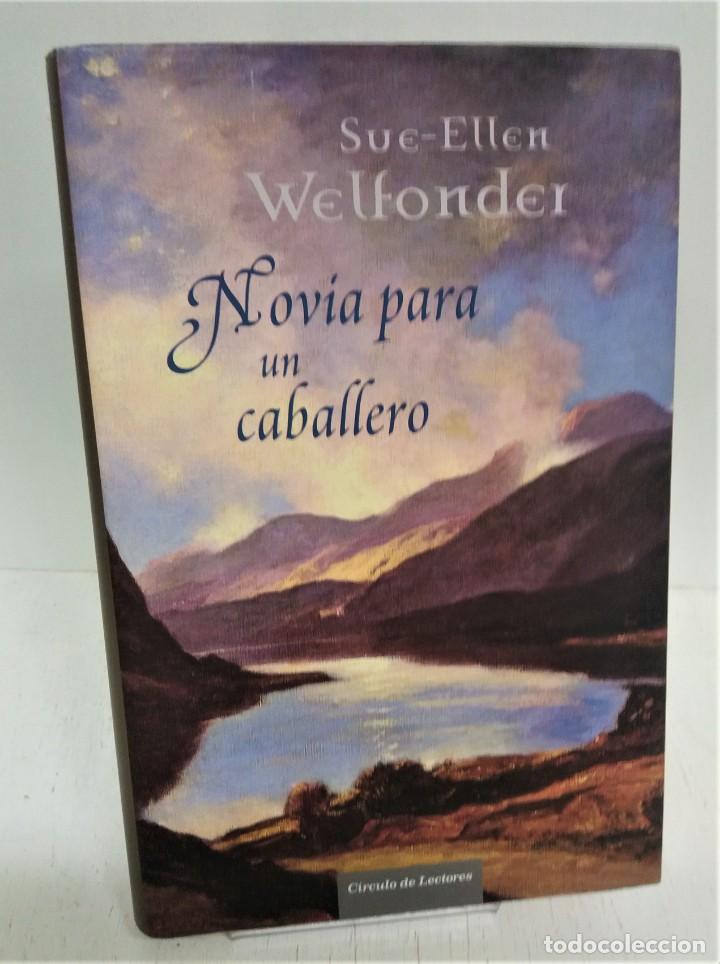 Sue-Ellen
Welfonder
Novia para
un
caballero
Círculo de Lectores
todocoleccion